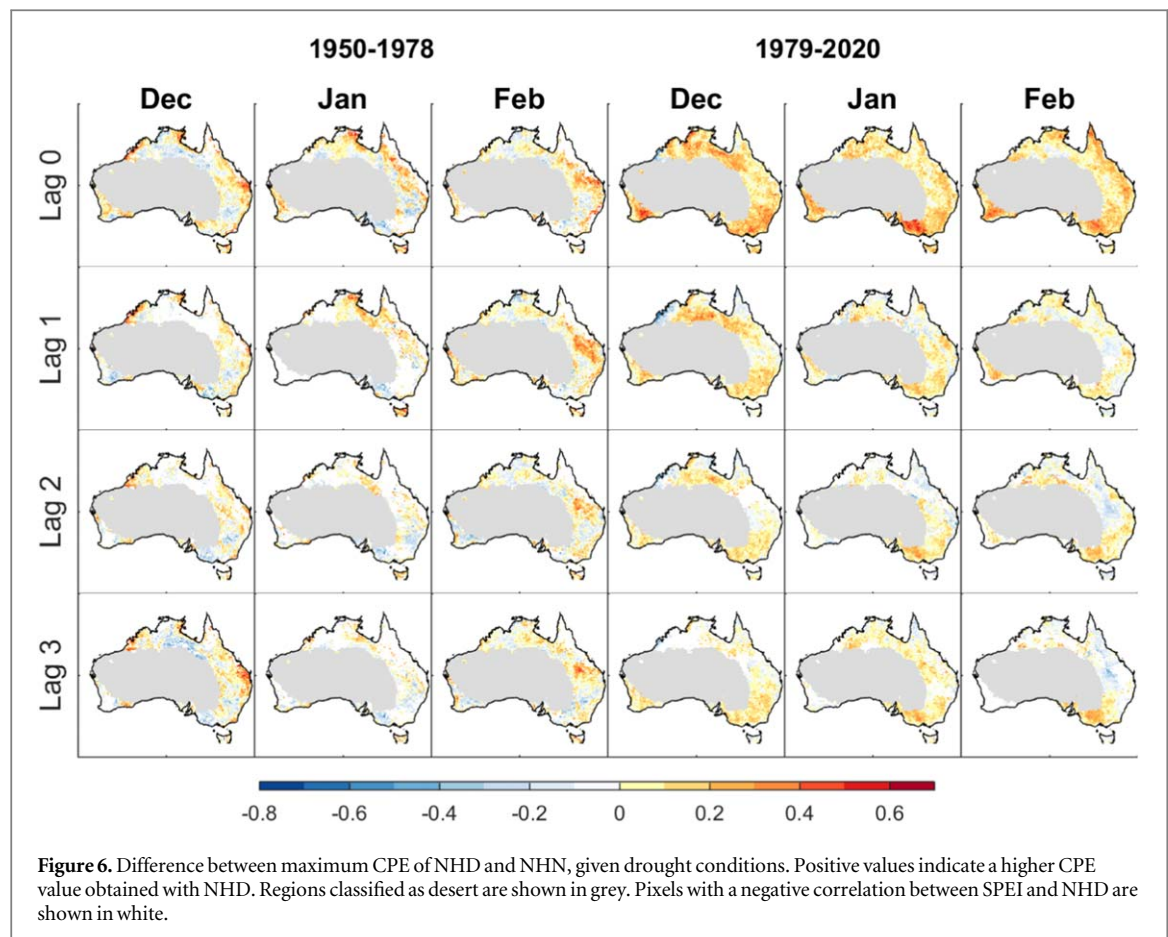 1950-1978 1979-2020
Dec Jan Feb Dec Jan Feb
Lag 0
Lag 1
Lag 2
Lag 3
-0.8 -0.6 -0.4 -0.2 0 0.2 0.4 0.6
Figure 6. Difference between maximum CPE of NHD and NHN, given drought conditions. Positive values indicate a higher CPE
value obtained with NHD. Regions classified as desert are shown in grey. Pixels with a negative correlation between SPEI and NHD are
shown in white.